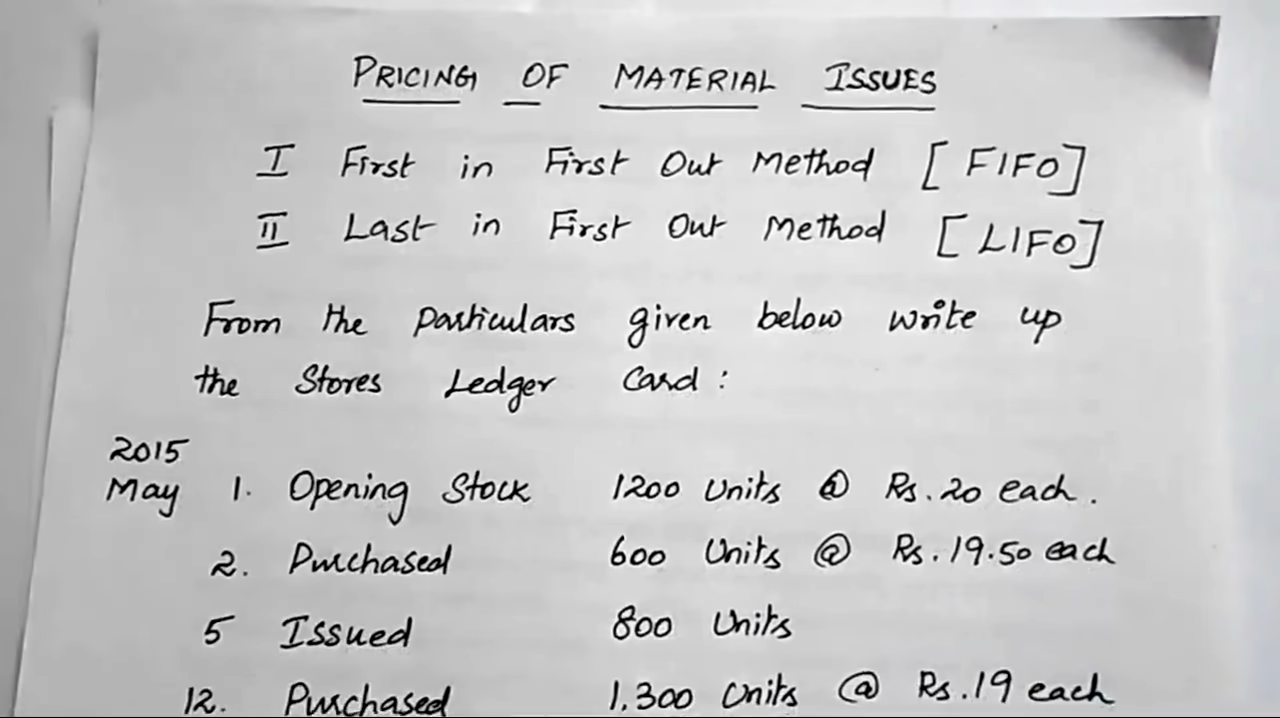 PRICING OF MATERIAL ISSUES
I First in First Out Method [FIFO]
II Last in First Out Method [LIFO]
From the particulars given below write up
the Stores Ledger Card :
2015
May 1. Opening Stock 1200 Units @ Rs.20 each.
2. Purchased 600 Units @ Rs.19.50 each
5 Issued 800 Units
12. Purchased 1,300 Units @ Rs.19 each